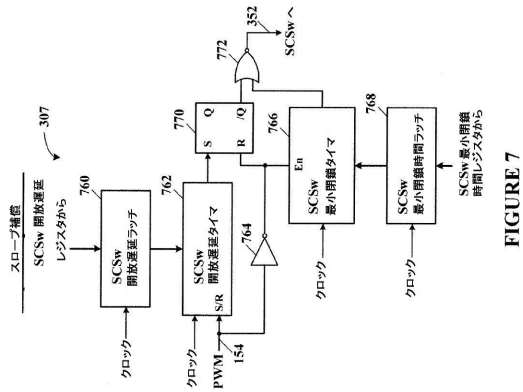 スロープ補償
307
SCSw 開放遅延
レジスタから
760
SCSw
開放遅延ラッチ
クロック
762
SCSw
開放遅延タイマ
S/R
クロック
PWM
154
764
770
S Q
R /Q
772
352
SCSw へ
766
En
SCSw
最小閉鎖タイマ
クロック
768
SCSw
最小閉鎖時間ラッチ
クロック
SCSw 最小閉鎖
時間レジスタから
FIGURE 7